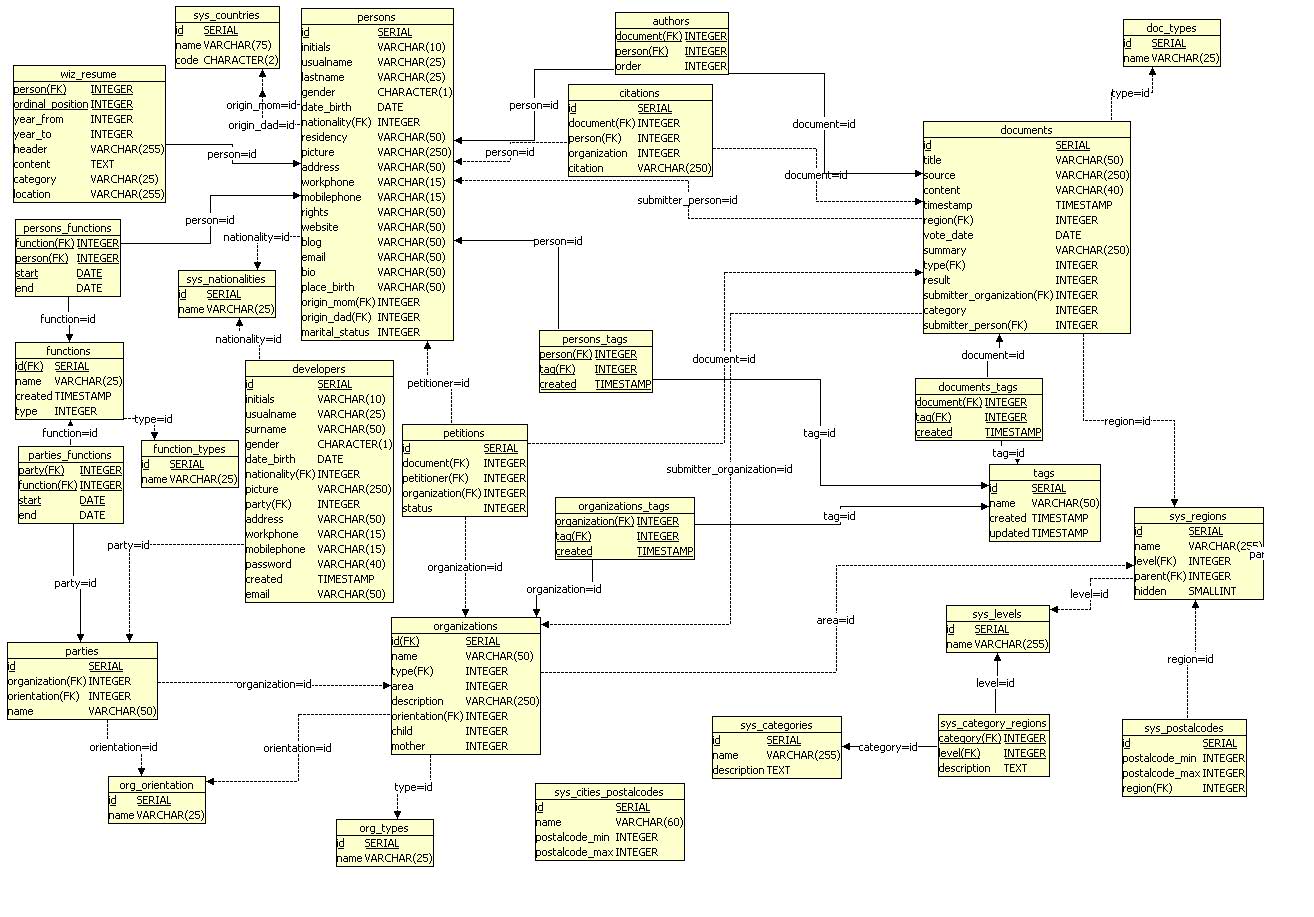 sys_countries
id SERIAL
name VARCHAR(75)
code CHARACTER(2)
persons
id SERIAL
initials VARCHAR(10)
usualname VARCHAR(25)
lastname VARCHAR(25)
gender CHARACTER(1)
date_birth DATE
nationality(FK) INTEGER
residency VARCHAR(50)
picture VARCHAR(250)
address VARCHAR(50)
workphone VARCHAR(15)
mobilephone VARCHAR(15)
rights VARCHAR(50)
website VARCHAR(50)
blog VARCHAR(50)
email VARCHAR(50)
bio VARCHAR(50)
place_birth VARCHAR(50)
origin_mom(FK) INTEGER
origin_dad(FK) INTEGER
marital_status INTEGER
authors
document(FK) INTEGER
person(FK) INTEGER
order INTEGER
doc_types
id SERIAL
name VARCHAR(25)
wiz_resume
person(FK) INTEGER
ordinal_position INTEGER
year_from INTEGER
year_to INTEGER
header VARCHAR(255)
content TEXT
category VARCHAR(25)
location VARCHAR(255)
origin_mom=id
origin_dad=id
person=id
citations
id SERIAL
document(FK) INTEGER
person(FK) INTEGER
organization INTEGER
citation VARCHAR(250)
person=id
person=id
document=id
document=id
type=id
documents
id SERIAL
title VARCHAR(50)
source VARCHAR(250)
content VARCHAR(40)
timestamp TIMESTAMP
region(FK) INTEGER
vote_date DATE
summary VARCHAR(250)
type(FK) INTEGER
result INTEGER
submitter_organization(FK) INTEGER
category INTEGER
submitter_person(FK) INTEGER
submitter_person=id
persons_functions
function(FK) INTEGER
person(FK) INTEGER
start DATE
end DATE
person=id
nationality=id
sys_nationalities
id SERIAL
name VARCHAR(25)
nationality=id
person=id
function=id
functions
id(FK) SERIAL
name VARCHAR(25)
created TIMESTAMP
type INTEGER
type=id
function=id
function_types
id SERIAL
name VARCHAR(25)
parties_functions
party(FK) INTEGER
function(FK) INTEGER
start DATE
end DATE
developers
id SERIAL
initials VARCHAR(10)
usualname VARCHAR(25)
surname VARCHAR(50)
gender CHARACTER(1)
date_birth DATE
nationality(FK) INTEGER
picture VARCHAR(250)
party(FK) INTEGER
address VARCHAR(50)
workphone VARCHAR(15)
mobilephone VARCHAR(15)
password VARCHAR(40)
created TIMESTAMP
email VARCHAR(50)
petitioner=id
petitions
id SERIAL
document(FK) INTEGER
petitioner(FK) INTEGER
organization(FK) INTEGER
status INTEGER
persons_tags
person(FK) INTEGER
tag(FK) INTEGER
created TIMESTAMP
document=id
document=id
documents_tags
document(FK) INTEGER
tag(FK) INTEGER
created TIMESTAMP
region=id
tag=id
tag=id
submitter_organization=id
tags
id SERIAL
name VARCHAR(50)
created TIMESTAMP
updated TIMESTAMP
organizations_tags
organization(FK) INTEGER
tag(FK) INTEGER
created TIMESTAMP
tag=id
sys_regions
id SERIAL
name VARCHAR(255)
level(FK) INTEGER
parent(FK) INTEGER
hidden SMALLINT
par
party=id
party=id
organization=id
organization=id
level=id
area=id
sys_levels
id SERIAL
name VARCHAR(255)
organizations
id(FK) SERIAL
name VARCHAR(50)
type(FK) INTEGER
area INTEGER
description VARCHAR(250)
orientation(FK) INTEGER
child INTEGER
mother INTEGER
parties
id SERIAL
organization(FK) INTEGER
orientation(FK) INTEGER
name VARCHAR(50)
organization=id
region=id
level=id
orientation=id
orientation=id
org_orientation
id SERIAL
name VARCHAR(25)
type=id
org_types
id SERIAL
name VARCHAR(25)
sys_categories
id SERIAL
name VARCHAR(255)
description TEXT
category=id
sys_category_regions
category(FK) INTEGER
level(FK) INTEGER
description TEXT
sys_postalcodes
id SERIAL
postalcode_min INTEGER
postalcode_max INTEGER
region(FK) INTEGER
sys_cities_postalcodes
id SERIAL
name VARCHAR(60)
postalcode_min INTEGER
postalcode_max INTEGER